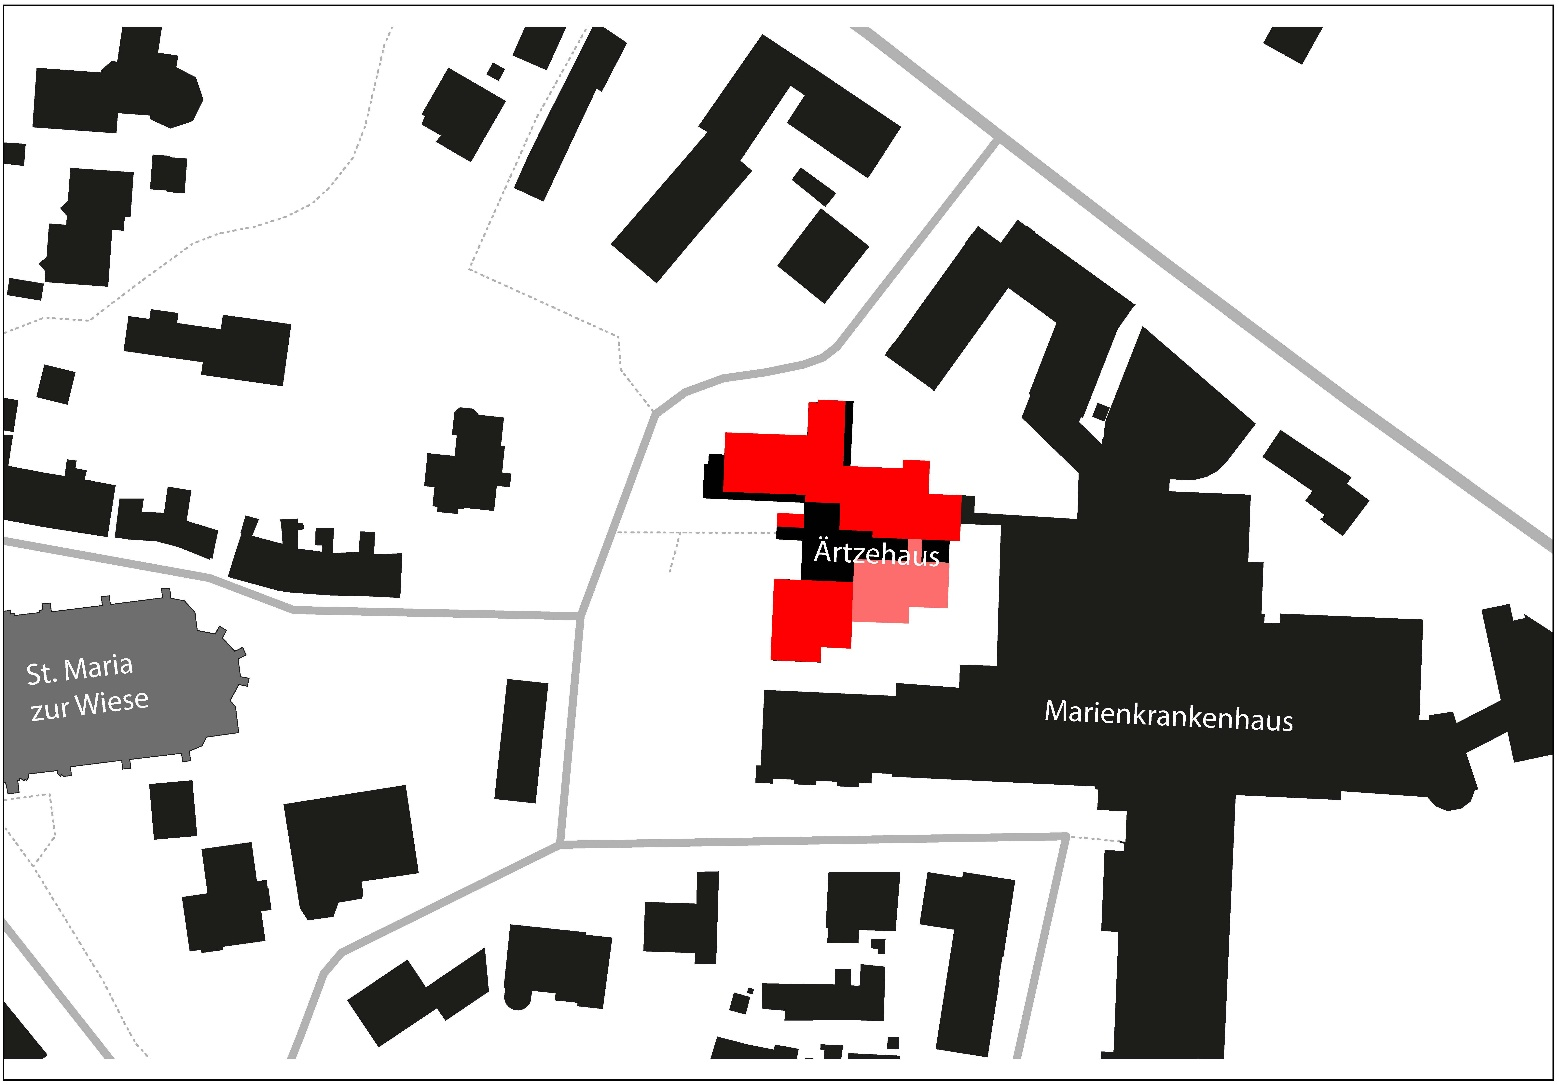 Ärtzehaus
St. Maria
zur Wiese
Marienkrankenhaus